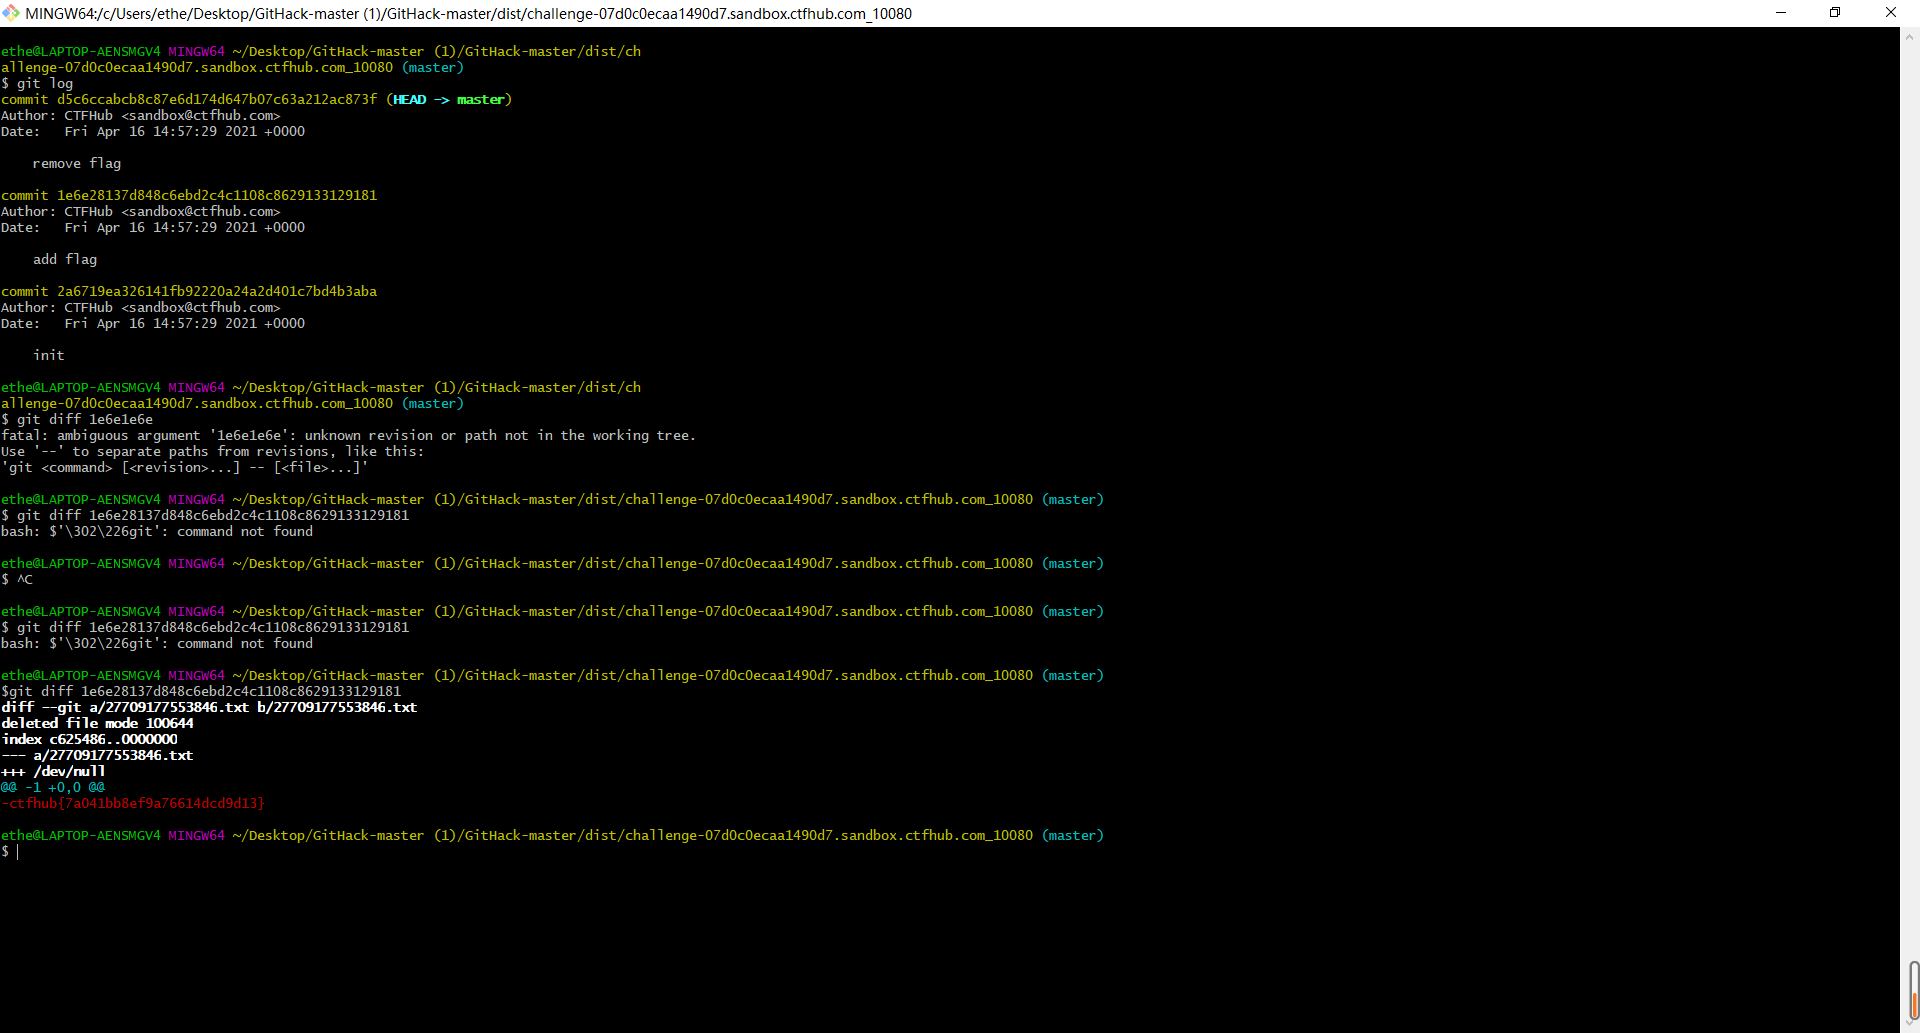 MINGW64:/c/Users/ethe/Desktop/GitHack-master (1)/GitHack-master/dist/challenge-07d0c0ecaa1490d7.sandbox.ctfhub.com_10080
ethe@LAPTOP-AENSMGV4 MINGW64 ~/Desktop/GitHack-master (1)/GitHack-master/dist/ch
allenge-07d0c0ecaa1490d7.sandbox.ctfhub.com_10080 (master)
$ git log
commit d5c6ccabcb8c87e6d174d647b07c63a212ac873f (HEAD -> master)
Author: CTFHub <sandbox@ctfhub.com>
Date:   Fri Apr 16 14:57:29 2021 +0000
    remove flag
commit 1e6e28137d848c6ebd2c4c1108c8629133129181
Author: CTFHub <sandbox@ctfhub.com>
Date:   Fri Apr 16 14:57:29 2021 +0000
    add flag
commit 2a6719ea326141fb92220a24a2d401c7bd4b3aba
Author: CTFHub <sandbox@ctfhub.com>
Date:   Fri Apr 16 14:57:29 2021 +0000
    init
ethe@LAPTOP-AENSMGV4 MINGW64 ~/Desktop/GitHack-master (1)/GitHack-master/dist/ch
allenge-07d0c0ecaa1490d7.sandbox.ctfhub.com_10080 (master)
$ git diff 1e6e1e6e
fatal: ambiguous argument '1e6e1e6e': unknown revision or path not in the working tree.
Use '--' to separate paths from revisions, like this:
'git <command> [<revision>...] -- [<file>...]'
ethe@LAPTOP-AENSMGV4 MINGW64 ~/Desktop/GitHack-master (1)/GitHack-master/dist/challenge-07d0c0ecaa1490d7.sandbox.ctfhub.com_10080 (master)
$ git diff 1e6e28137d848c6ebd2c4c1108c8629133129181
bash: $'\302\226git': command not found
ethe@LAPTOP-AENSMGV4 MINGW64 ~/Desktop/GitHack-master (1)/GitHack-master/dist/challenge-07d0c0ecaa1490d7.sandbox.ctfhub.com_10080 (master)
$ ^C
ethe@LAPTOP-AENSMGV4 MINGW64 ~/Desktop/GitHack-master (1)/GitHack-master/dist/challenge-07d0c0ecaa1490d7.sandbox.ctfhub.com_10080 (master)
$ git diff 1e6e28137d848c6ebd2c4c1108c8629133129181
bash: $'\302\226git': command not found
ethe@LAPTOP-AENSMGV4 MINGW64 ~/Desktop/GitHack-master (1)/GitHack-master/dist/challenge-07d0c0ecaa1490d7.sandbox.ctfhub.com_10080 (master)
$git diff 1e6e28137d848c6ebd2c4c1108c8629133129181
diff --git a/27709177553846.txt b/27709177553846.txt
deleted file mode 100644
index c625486..0000000
--- a/27709177553846.txt
+++ /dev/null
@@ -1 +0,0 @@
-ctfhub{7a041bb8ef9a76614dcd9d13}
ethe@LAPTOP-AENSMGV4 MINGW64 ~/Desktop/GitHack-master (1)/GitHack-master/dist/challenge-07d0c0ecaa1490d7.sandbox.ctfhub.com_10080 (master)
$